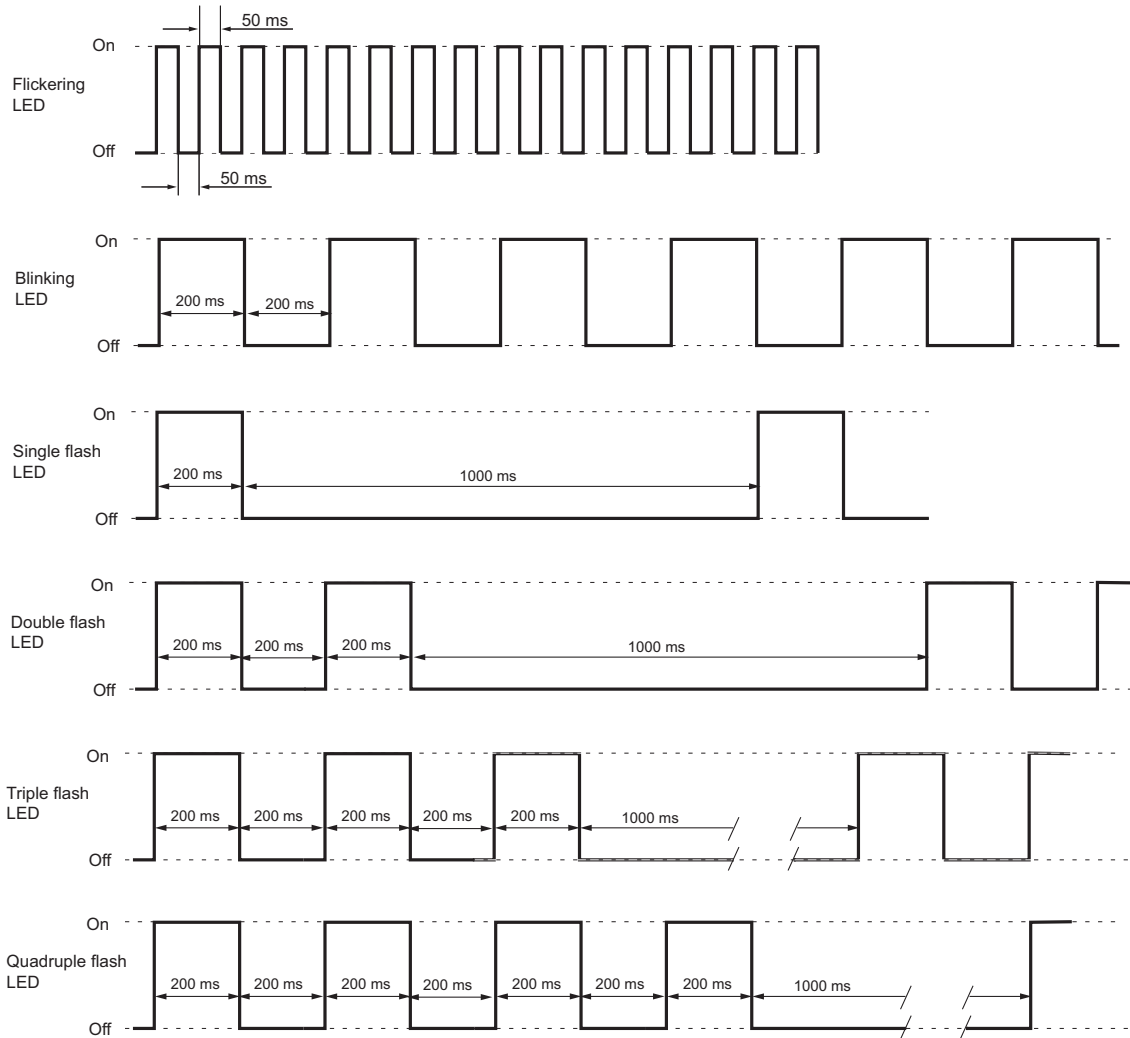 50 ms
On
Flickering
LED
Off
50 ms
On
Blinking
LED
200 ms 200 ms
Off
On
Single flash
LED
200 ms 1000 ms
Off
On
Double flash
LED
200 ms 200 ms 200 ms 1000 ms
Off
On
Triple flash
LED
200 ms 200 ms 200 ms 200 ms 200 ms 1000 ms
Off
On
Quadruple flash
LED
200 ms 200 ms 200 ms 200 ms 200 ms 200 ms 200 ms 1000 ms
Off